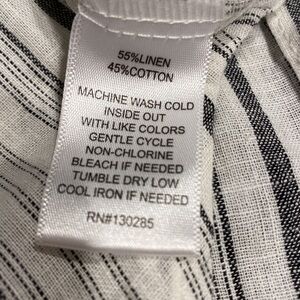 55%LINEN
45%COTTON
MACHINE WASH COLD
INSIDE OUT
WITH LIKE COLORS
GENTLE CYCLE
NON-CHLORINE
BLEACH IF NEEDED
TUMBLE DRY LOW
COOL IRON IF NEEDED
RN#130285